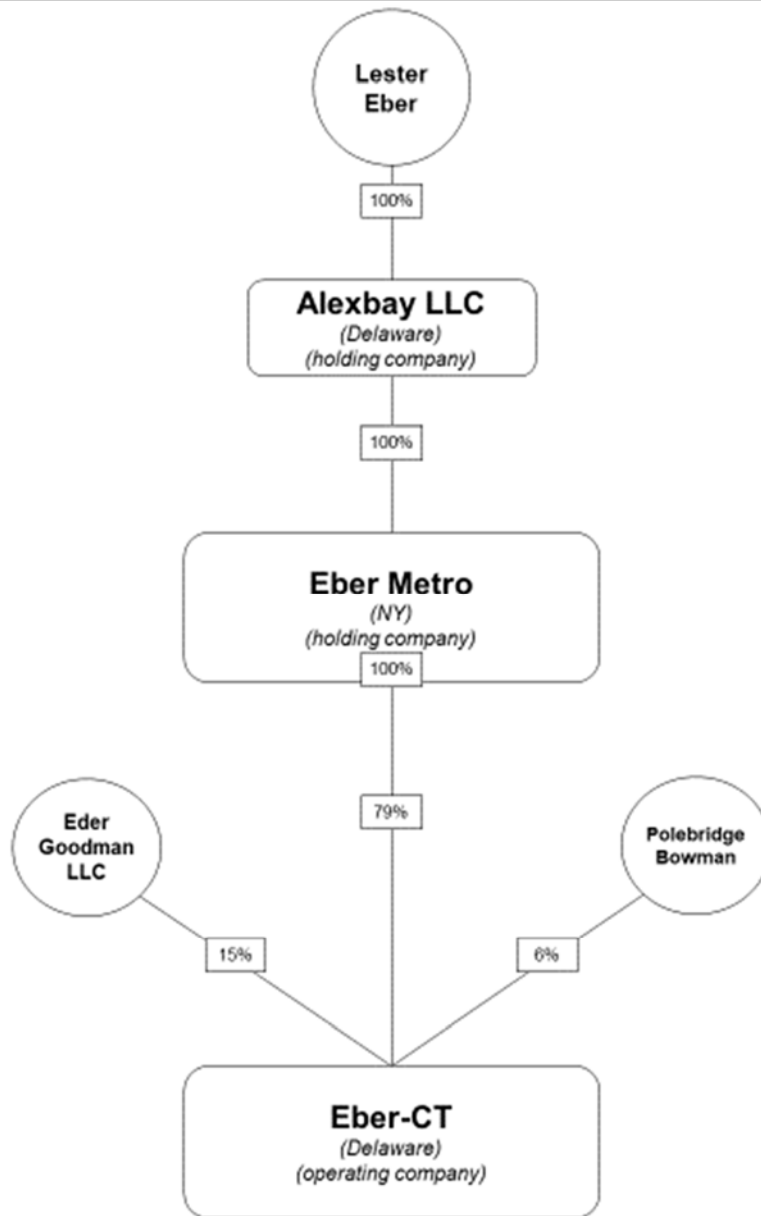 Lester
Eber
100%
Alexbay LLC
(Delaware)
(holding company)
100%
Eber Metro
(NY)
(holding company)
100%
79%
Eder
Goodman
LLC
Polebridge
Bowman
15%
6%
Eber-CT
(Delaware)
(operating company)